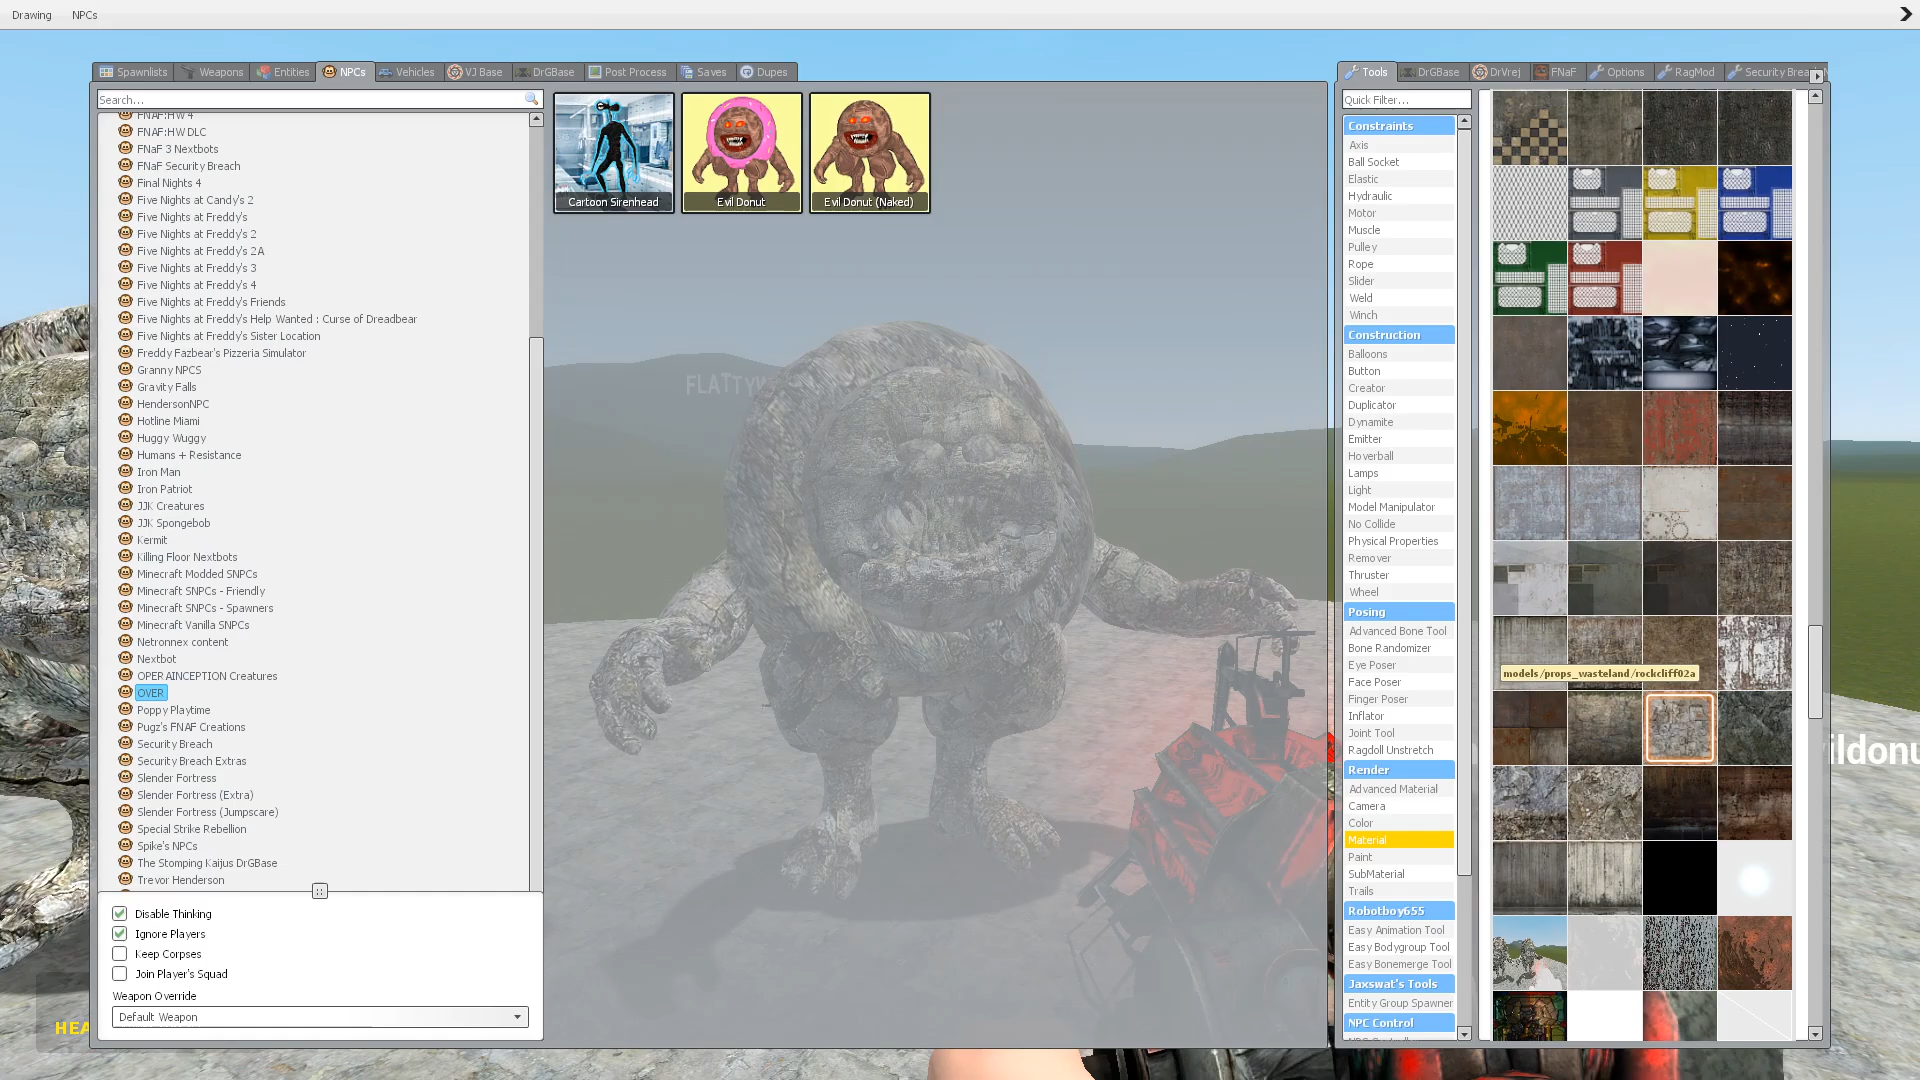 Drawing NPCs
Spawnlists Weapons Entities NPCs Vehicles VJ Base DrGBase Post Process Saves Dupes
Tools DrGBase DrVrej FNaF Options RagMod Security Brea
Search...
Quick Filter...
FNAF:HW 4
FNAF:HW DLC
FNaF 3 Nextbots
FNaF Security Breach
Final Nights 4
Five Nights at Candy's 2
Five Nights at Freddy's
Five Nights at Freddy's 2
Five Nights at Freddy's 2A
Five Nights at Freddy's 3
Five Nights at Freddy's 4
Five Nights at Freddy's Friends
Five Nights at Freddy's Help Wanted : Curse of Dreadbear
Five Nights at Freddy's Sister Location
Freddy Fazbear's Pizzeria Simulator
Granny NPCS
Gravity Falls
HendersonNPC
Hotline Miami
Huggy Wuggy
Humans + Resistance
Iron Man
Iron Patriot
JJK Creatures
JJK Spongebob
Kermit
Killing Floor Nextbots
Minecraft Modded SNPCs
Minecraft SNPCs - Friendly
Minecraft SNPCs - Spawners
Minecraft Vanilla SNPCs
Netronnex content
Nextbot
OPERAINCEPTION Creatures
OVER
Poppy Playtime
Pugz's FNAF Creations
Security Breach
Security Breach Extras
Slender Fortress
Slender Fortress (Extra)
Slender Fortress (Jumpscare)
Special Strike Rebellion
Spike's NPCs
The Stomping Kaijus DrGBase
Trevor Henderson
Disable Thinking
Ignore Players
Keep Corpses
Join Player's Squad
Weapon Override
Default Weapon
HEA
Cartoon Sirenhead
Evil Donut
Evil Donut (Naked)
FLATTYW
Constraints
Axis
Ball Socket
Elastic
Hydraulic
Motor
Muscle
Pulley
Rope
Slider
Weld
Winch
Construction
Balloons
Button
Creator
Duplicator
Dynamite
Emitter
Hoverball
Lamps
Light
Model Manipulator
No Collide
Physical Properties
Remover
Thruster
Wheel
Posing
Advanced Bone Tool
Bone Randomizer
Eye Poser
Face Poser
Finger Poser
Inflator
Joint Tool
Ragdoll Unstretch
Render
Advanced Material
Camera
Color
Material
Paint
SubMaterial
Trails
Robotboy655
Easy Animation Tool
Easy Bodygroup Tool
Easy Bonemerge Tool
Jaxswat's Tools
Entity Group Spawner
NPC Control
models/props_wasteland/rockcliff02a
ildonu